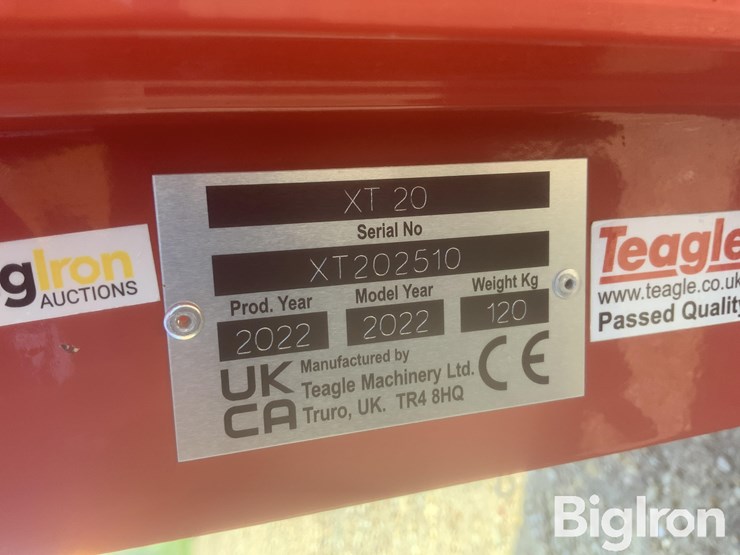 XT 20
Serial No
XT202510
Prod. Year Model Year Weight Kg
2022 2022 120
UK
CA
Manufactured by
Teagle Machinery Ltd.
Truro, UK. TR4 8HQ
CE
gIron
AUCTIONS
Teagle
www.teagle.co.uk
Passed Quality
BigIron